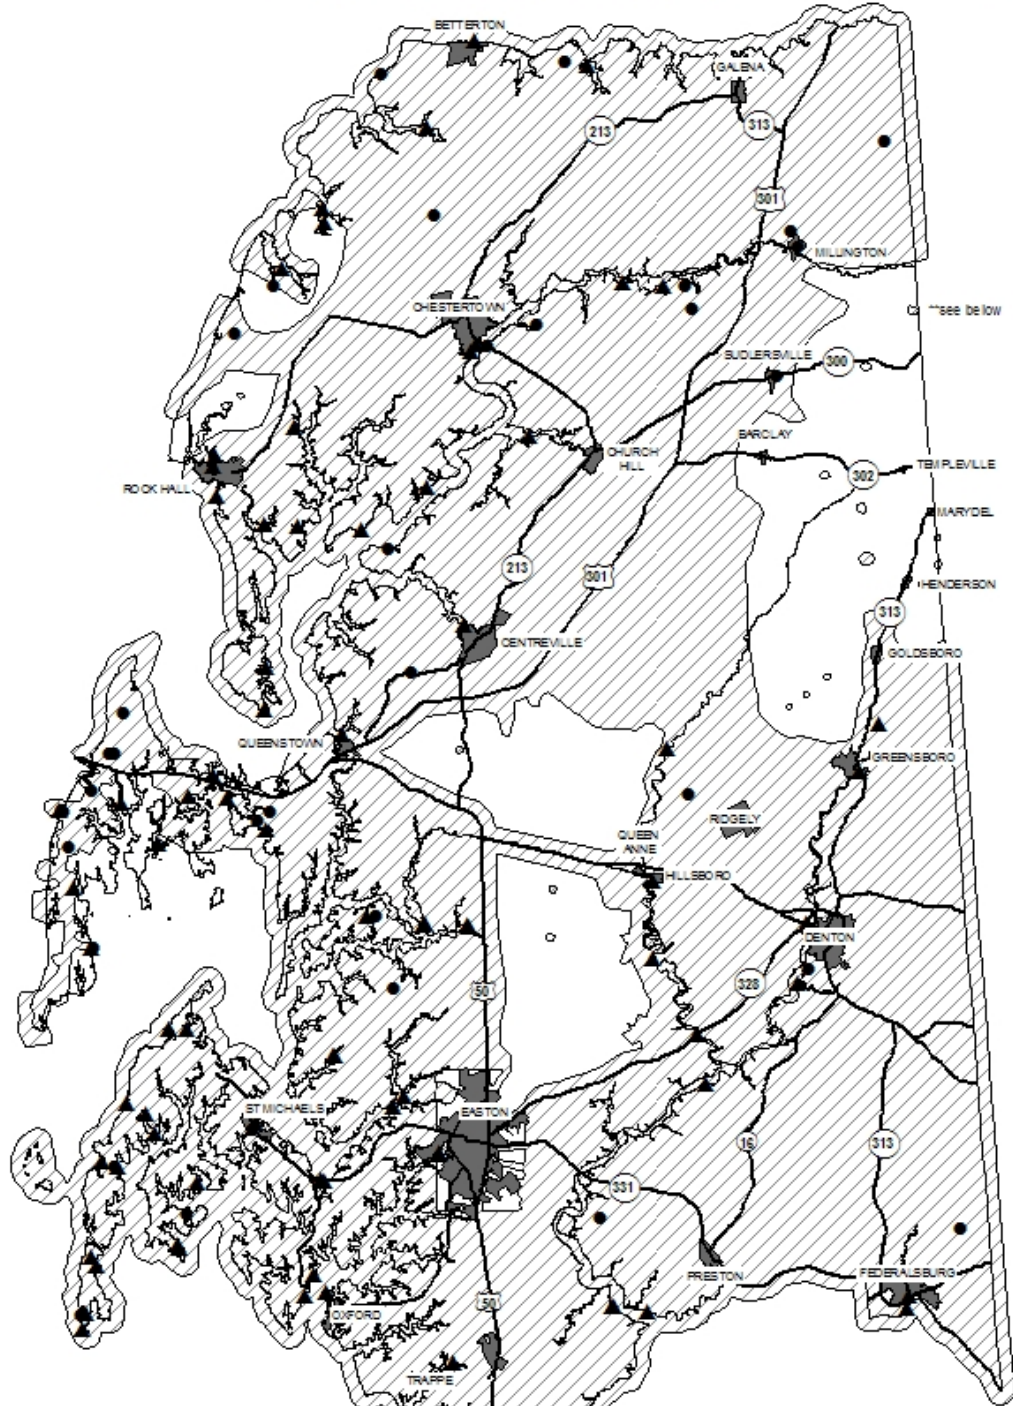 BETTERTON
GALENA
213
313
301
MILLINGTON
**see below
CHESTERTOWN
SUDLERSVILLE
300
BARCLAY
CHURCH
HILL
TEMPLEVILLE
302
ROCK HALL
MARYDEL
213
301
HENDERSON
313
CENTREVILLE
GOLDSBORO
QUEENSTOWN
GREENSBORO
RIDGELY
QUEEN
ANNE
HILLSBORO
DENTON
328
50
ST MICHAELS
EASTON
16
313
331
PRESTON
FEDERALSBURG
50
OXFORD
TRAPPE